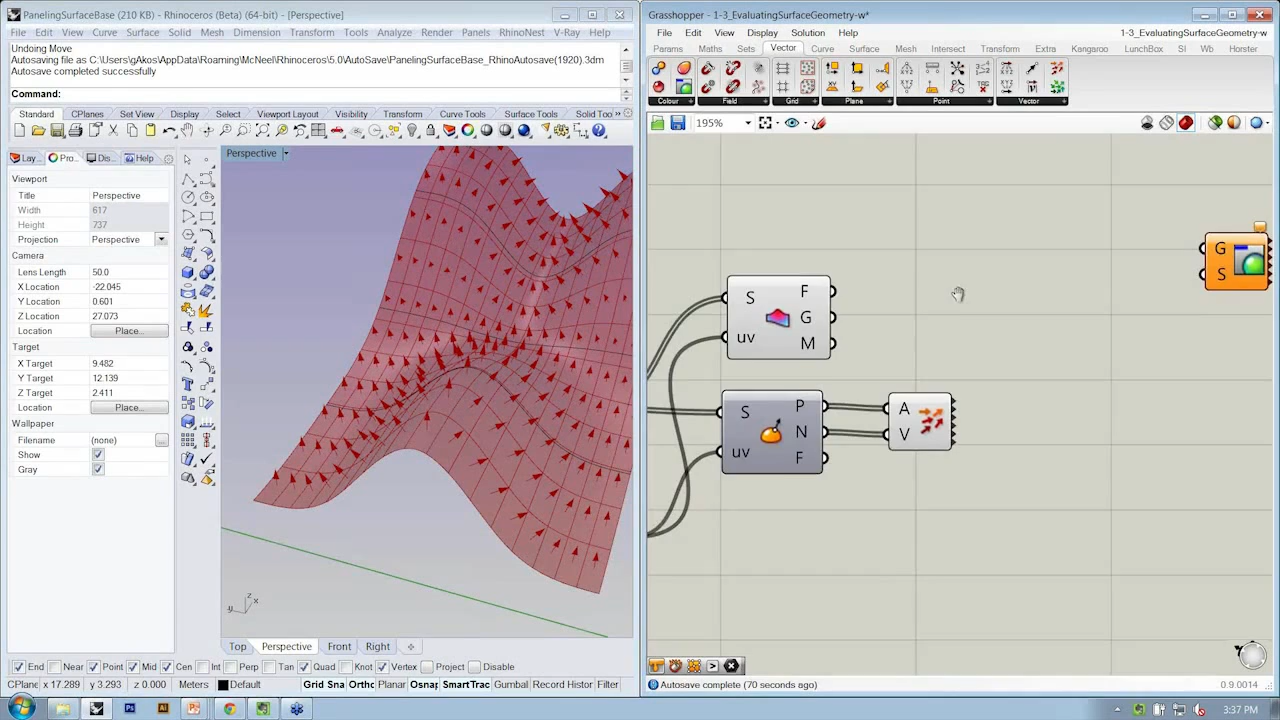 PanelingSurfaceBase (210 KB) - Rhinoceros (Beta) (64-bit) - [Perspective]
File Edit View Curve Surface Solid Mesh Dimension Transform Tools Analyze Render Panels RhinoNest V-Ray Help
Undoing Move
Autosaving file as C:\Users\gAkos\AppData\Roaming\McNeel\Rhinoceros\5.0\AutoSave\PanelingSurfaceBase_RhinoAutosave(1920).3dm
Autosave completed successfully
Command:
Standard CPlanes Set View Display Select Viewport Layout Visibility Transform Curve Tools Surface Tools Solid Too »
Lay... Pro... Dis... Help
Viewport
Title Perspective
Width 617
Height 737
Projection Perspective
Camera
Lens Length 50.0
X Location -22.045
Y Location 0.601
Z Location 27.073
Location Place...
Target
X Target 9.482
Y Target 12.139
Z Target 2.411
Location Place...
Wallpaper
Filename (none) ...
Show
Gray
Perspective
z
y x
Top Perspective Front Right
End Near Point Mid Cen Int Perp Tan Quad Knot Vertex Project Disable
CPlane x 17.289 y 3.293 z 0.000 Meters Default Grid Sna Ortho Planar Osnap SmartTrac Gumbal Record Histor Filter
Grasshopper - 1-3_EvaluatingSurfaceGeometry-w*
File Edit View Display Solution Help 1-3_EvaluatingSurfaceGeometry-w
Params Maths Sets Vector Curve Surface Mesh Intersect Transform Extra Kangaroo LunchBox SI Wb Horster
Colour Field Grid Plane Point Vector
195%
G
S
S F
G
uv M
S P
N
uv F
A
V
Autosave complete (70 seconds ago) 0.9.0014
3:37 PM